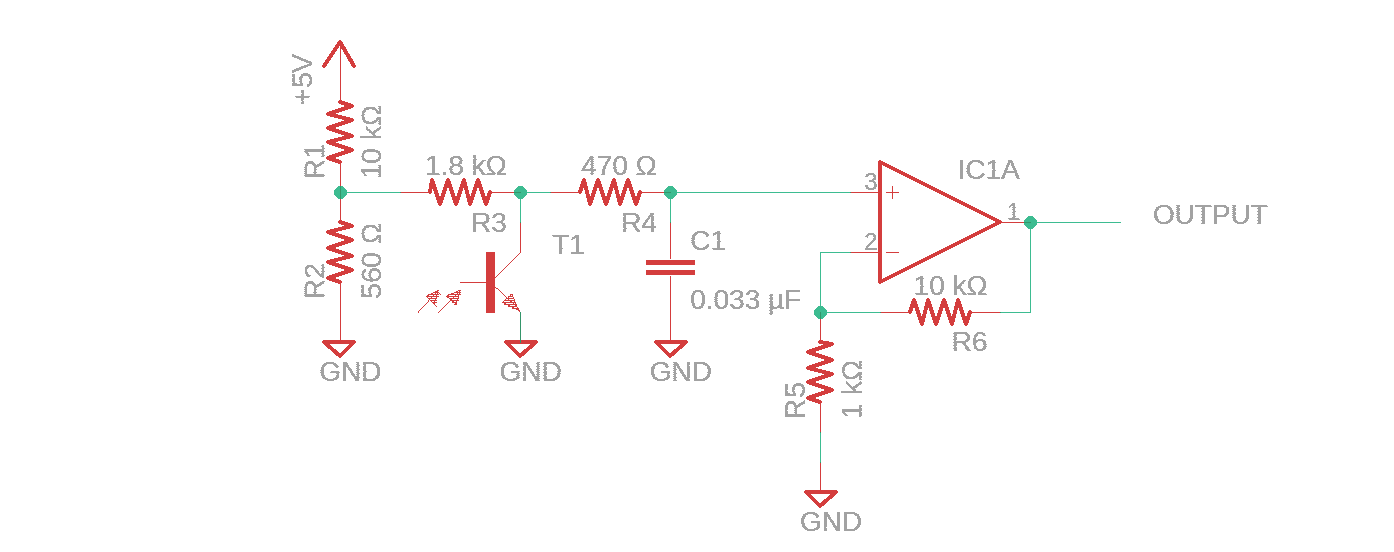 +5V
R1
10 kΩ
R2
560 Ω
GND
1.8 kΩ
R3
T1
GND
470 Ω
R4
C1
0.033 µF
GND
3
+
2
−
IC1A
1
OUTPUT
10 kΩ
R6
R5
1 kΩ
GND